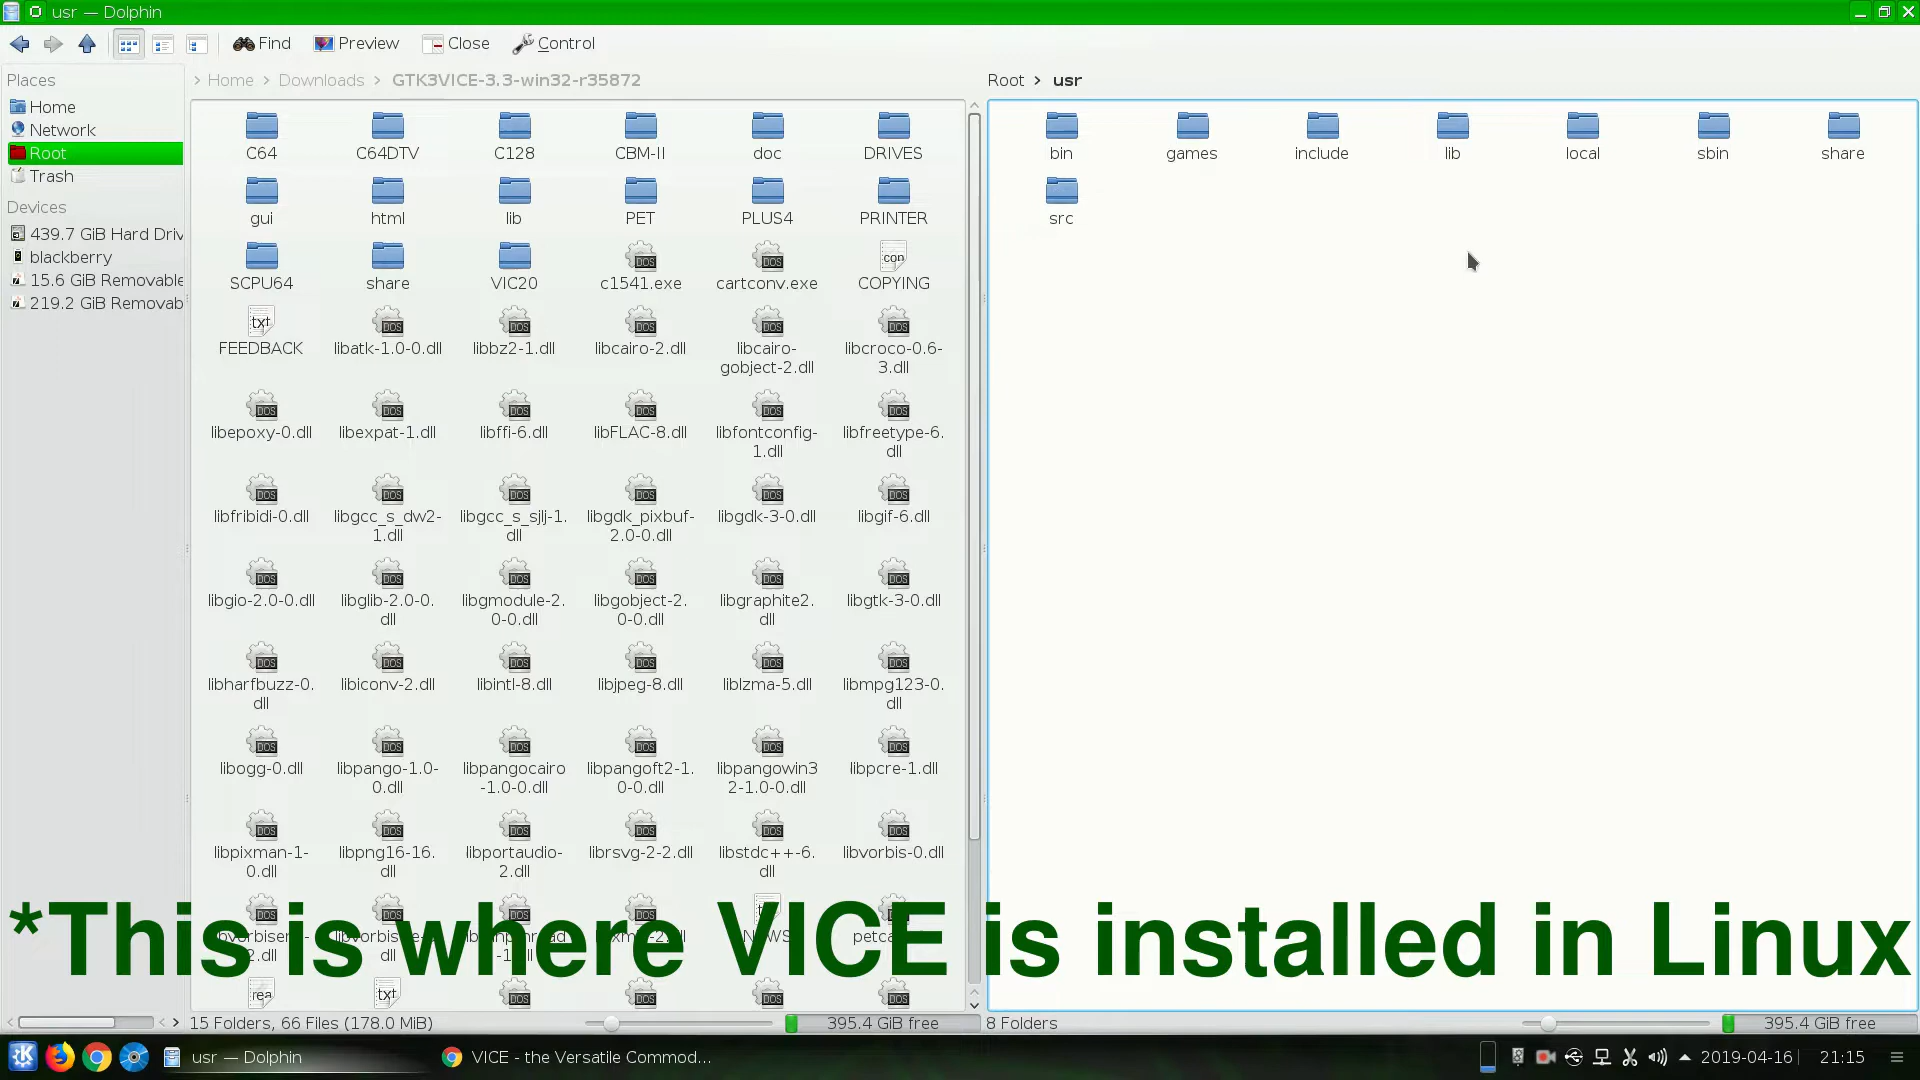 usr — Dolphin
Find Preview Close Control
Places
Home
Network
Root
Trash
Devices
439.7 GiB Hard Driv
blackberry
15.6 GiB Removable
219.2 GiB Removab
> Home > Downloads > GTK3VICE-3.3-win32-r35872
C64 C64DTV C128 CBM-II doc DRIVES
gui html lib PET PLUS4 PRINTER
SCPU64 share VIC20 c1541.exe cartconv.exe COPYING
FEEDBACK libatk-1.0-0.dll libbz2-1.dll libcairo-2.dll libcairo- libcroco-0.6-
gobject-2.dll 3.dll
libepoxy-0.dll libexpat-1.dll libffi-6.dll libFLAC-8.dll libfontconfig- libfreetype-6.
1.dll dll
libfribidi-0.dll libgcc_s_dw2- libgcc_s_sjlj-1. libgdk_pixbuf- libgdk-3-0.dll libgif-6.dll
1.dll dll 2.0-0.dll
libgio-2.0-0.dll libglib-2.0-0. libgmodule-2. libgobject-2. libgraphite2. libgtk-3-0.dll
dll 0-0.dll 0-0.dll dll
libharfbuzz-0. libiconv-2.dll libintl-8.dll libjpeg-8.dll liblzma-5.dll libmpg123-0.
dll dll
libogg-0.dll libpango-1.0- libpangocairo libpangoft2-1. libpangowin3 libpcre-1.dll
0.dll -1.0-0.dll 0-0.dll 2-1.0-0.dll
libpixman-1- libpng16-16. libportaudio- librsvg-2-2.dll libstdc++-6. libvorbis-0.dll
0.dll dll 2.dll dll
Root > usr
bin games include lib local sbin share
src
*This is where VICE is installed in Linux
15 Folders, 66 Files (178.0 MiB) 395.4 GiB free
8 Folders 395.4 GiB free
usr — Dolphin VICE - the Versatile Commod... 2019-04-16 21:15